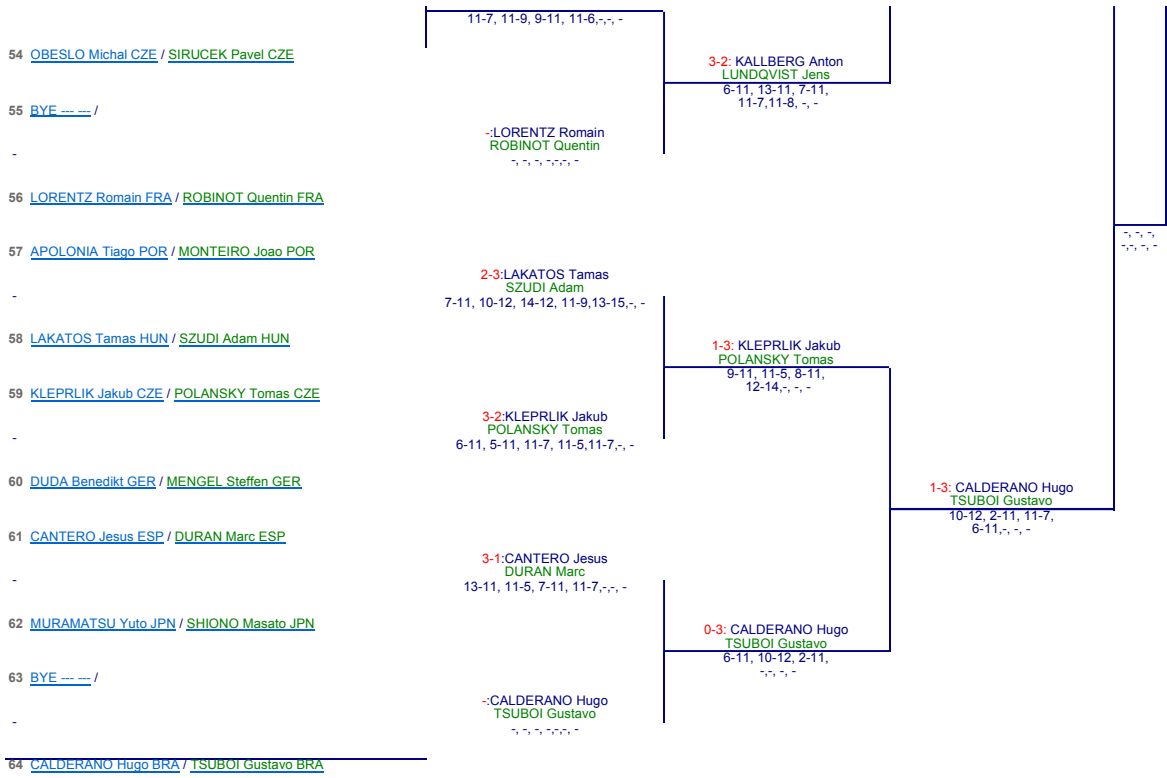 11-7, 11-9, 9-11, 11-6,-,-, -
54 OBESLO Michal CZE / SIRUCEK Pavel CZE
3-2: KALLBERG Anton
LUNDQVIST Jens
6-11, 13-11, 7-11,
11-7,11-8, -, -
55 BYE --- --- /
-:LORENTZ Romain
ROBINOT Quentin
-, -, -, -,-,-, -
-
56 LORENTZ Romain FRA / ROBINOT Quentin FRA
-, -, -,
-,-, -, -
57 APOLONIA Tiago POR / MONTEIRO Joao POR
2-3:LAKATOS Tamas
SZUDI Adam
7-11, 10-12, 14-12, 11-9,13-15,-, -
-
58 LAKATOS Tamas HUN / SZUDI Adam HUN
1-3: KLEPRLIK Jakub
POLANSKY Tomas
9-11, 11-5, 8-11,
12-14,-, -, -
59 KLEPRLIK Jakub CZE / POLANSKY Tomas CZE
3-2:KLEPRLIK Jakub
POLANSKY Tomas
6-11, 5-11, 11-7, 11-5,11-7,-, -
-
60 DUDA Benedikt GER / MENGEL Steffen GER
1-3: CALDERANO Hugo
TSUBOI Gustavo
10-12, 2-11, 11-7,
6-11,-, -, -
61 CANTERO Jesus ESP / DURAN Marc ESP
3-1:CANTERO Jesus
DURAN Marc
13-11, 11-5, 7-11, 11-7,-,-, -
-
62 MURAMATSU Yuto JPN / SHIONO Masato JPN
0-3: CALDERANO Hugo
TSUBOI Gustavo
6-11, 10-12, 2-11,
-,-, -, -
63 BYE --- --- /
-:CALDERANO Hugo
TSUBOI Gustavo
-, -, -, -,-,-, -
-
64 CALDERANO Hugo BRA / TSUBOI Gustavo BRA